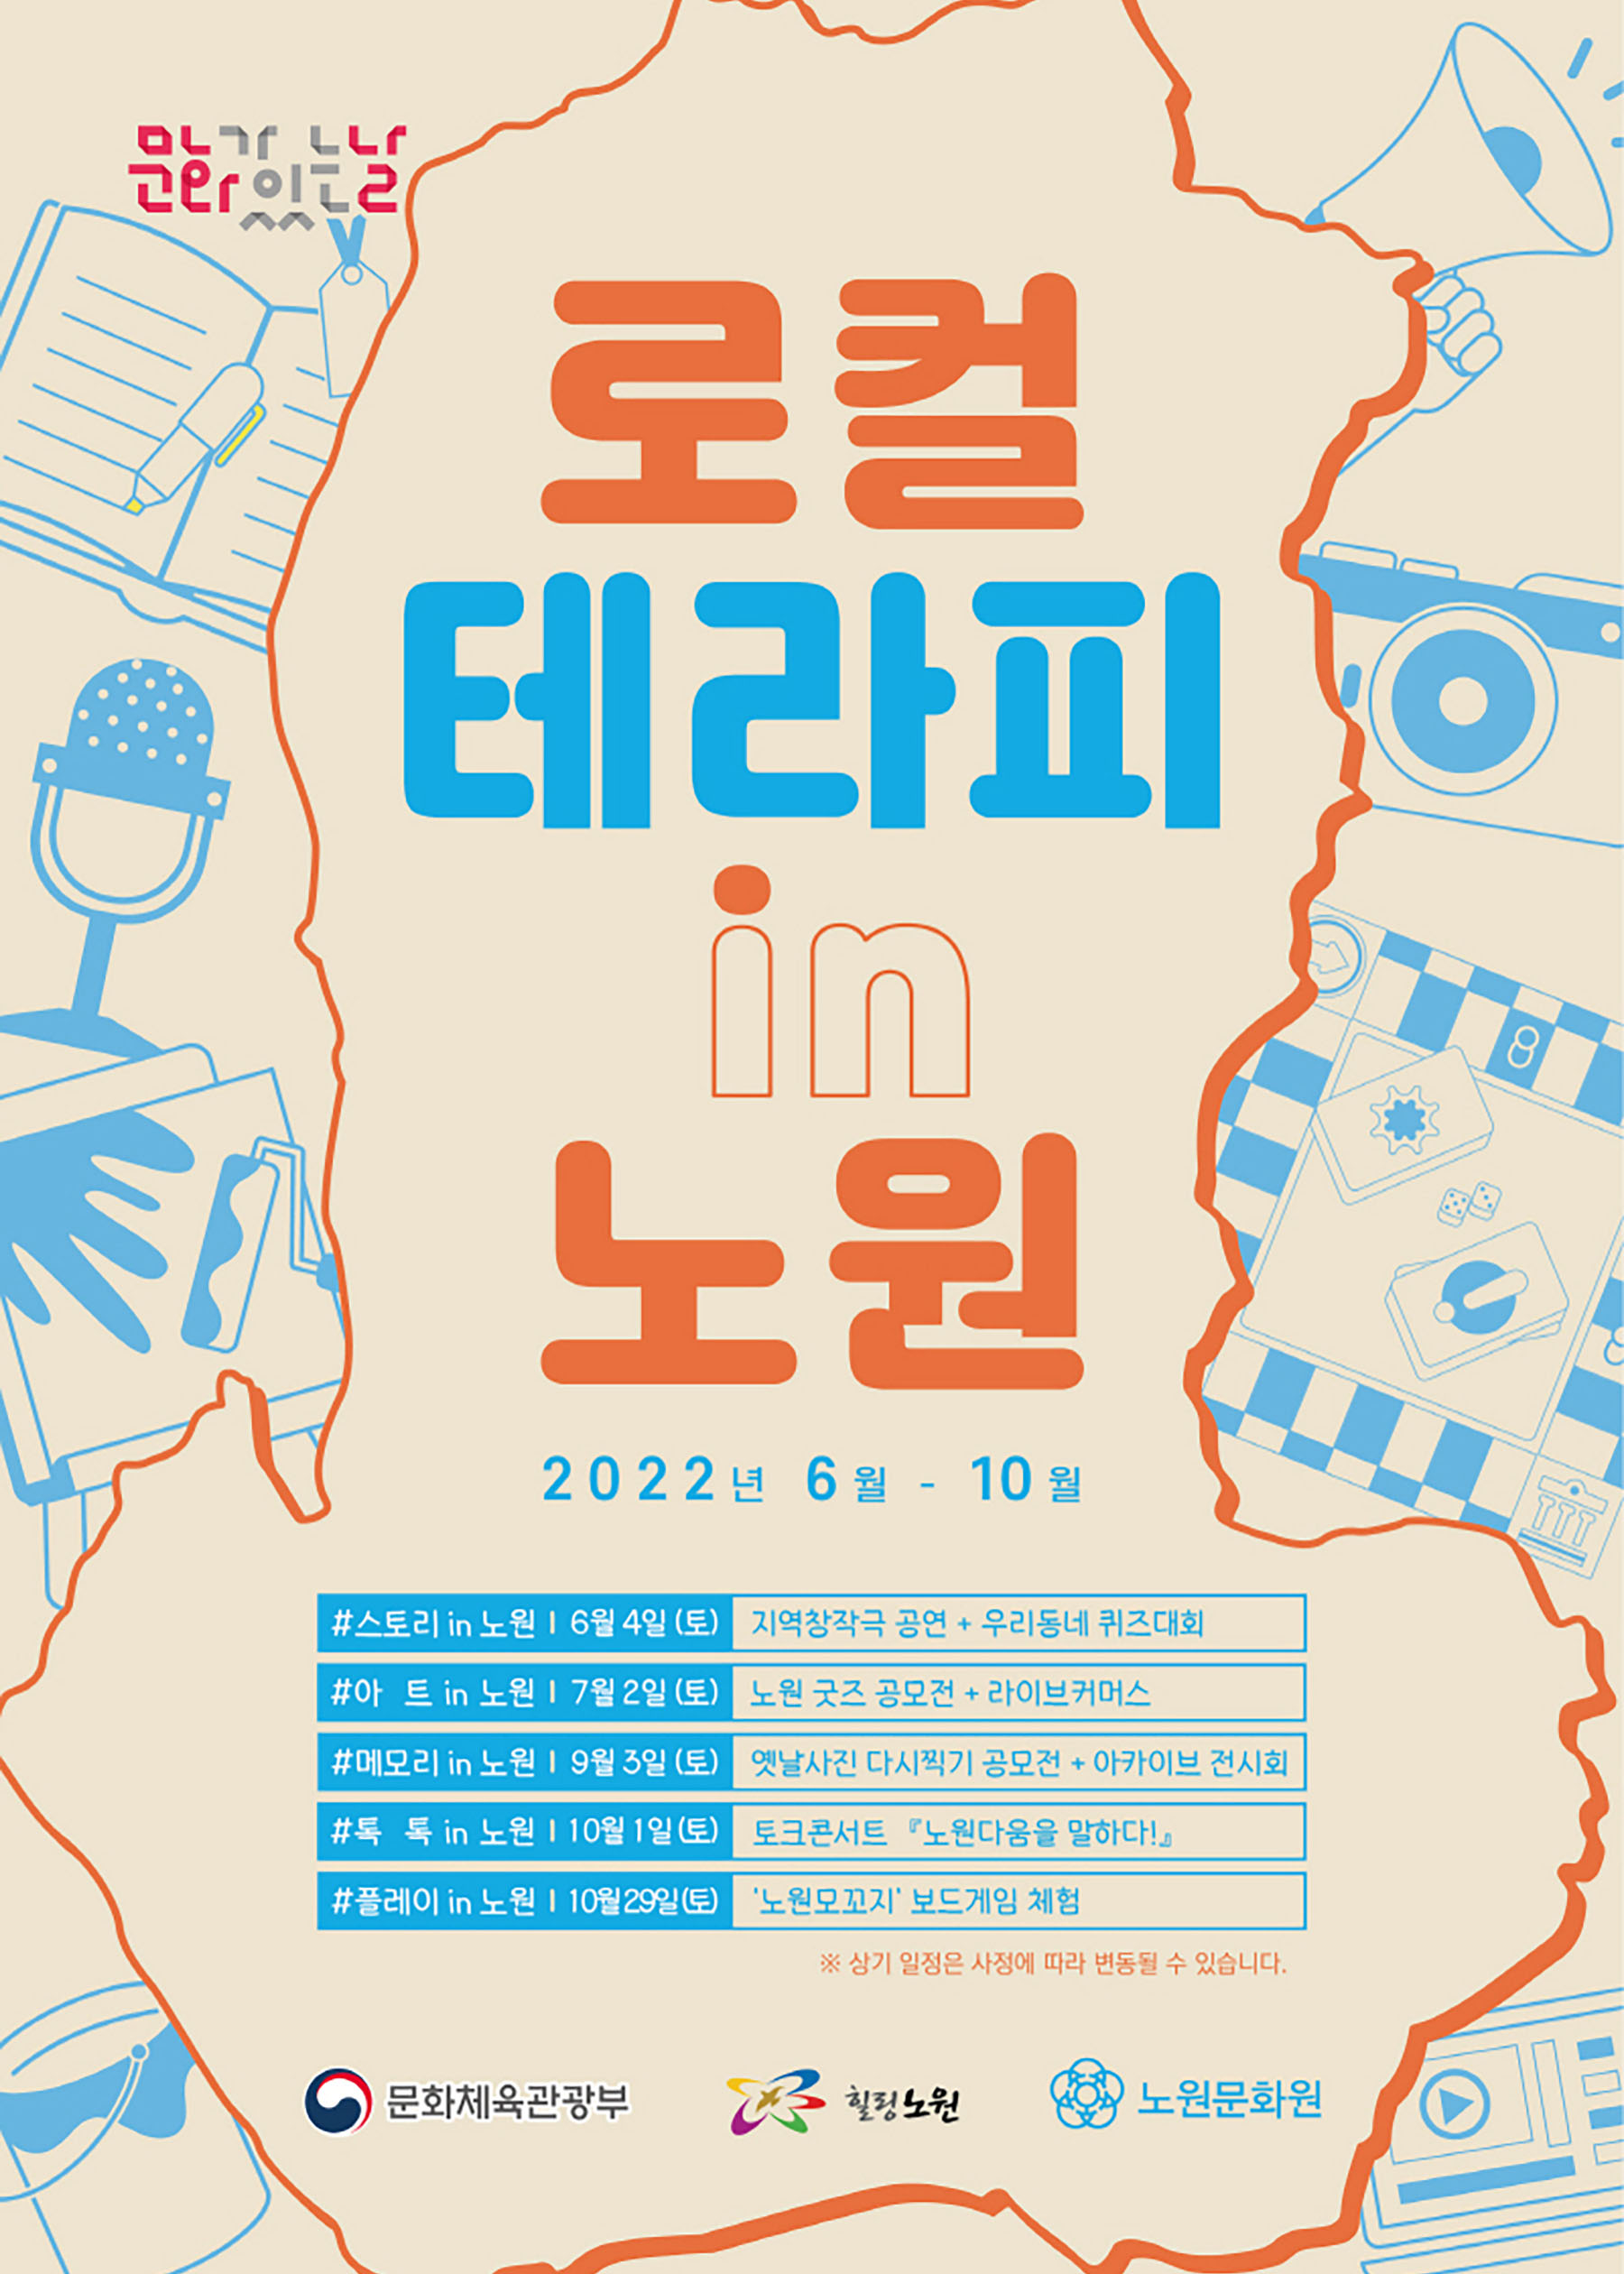 문화가 있는 날
로컬
테라피
in
노원
2022년 6월 - 10월
#스토리 in 노원 I 6월 4일 (토) 지역창작극 공연 + 우리동네 퀴즈대회
#아 트 in 노원 I 7월 2일 (토) 노원 굿즈 공모전 + 라이브커머스
#메모리 in 노원 I 9월 3일 (토) 옛날사진 다시찍기 공모전 + 아카이브 전시회
#톡 톡 in 노원 I 10월 1일 (토) 토크콘서트 『노원다움을 말하다!』
#플레이 in 노원 I 10월 29일(토) '노원모꼬지' 보드게임 체험
※ 상기 일정은 사정에 따라 변동될 수 있습니다.
문화체육관광부 힐링노원 노원문화원